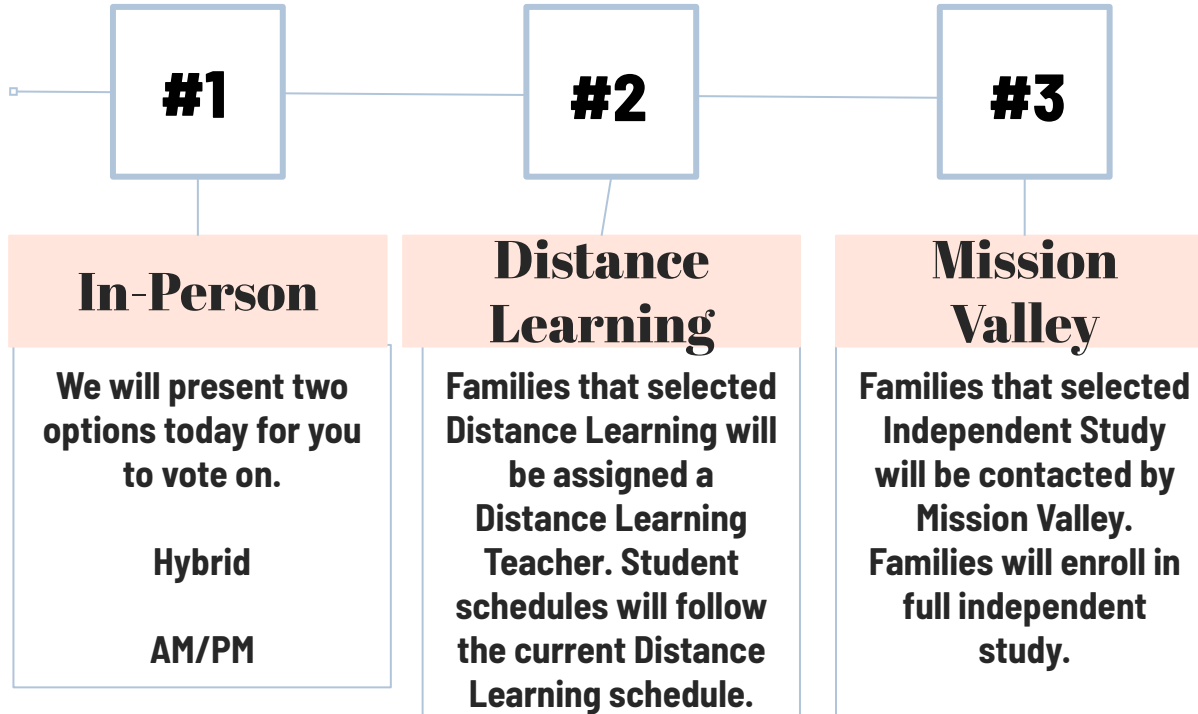 #1
#2
#3
In-Person
We will present two
options today for you
to vote on.
Hybrid
AM/PM
Distance
Learning
Families that selected
Distance Learning will
be assigned a
Distance Learning
Teacher. Student
schedules will follow
the current Distance
Learning schedule.
Mission
Valley
Families that selected
Independent Study
will be contacted by
Mission Valley.
Families will enroll in
full independent
study.